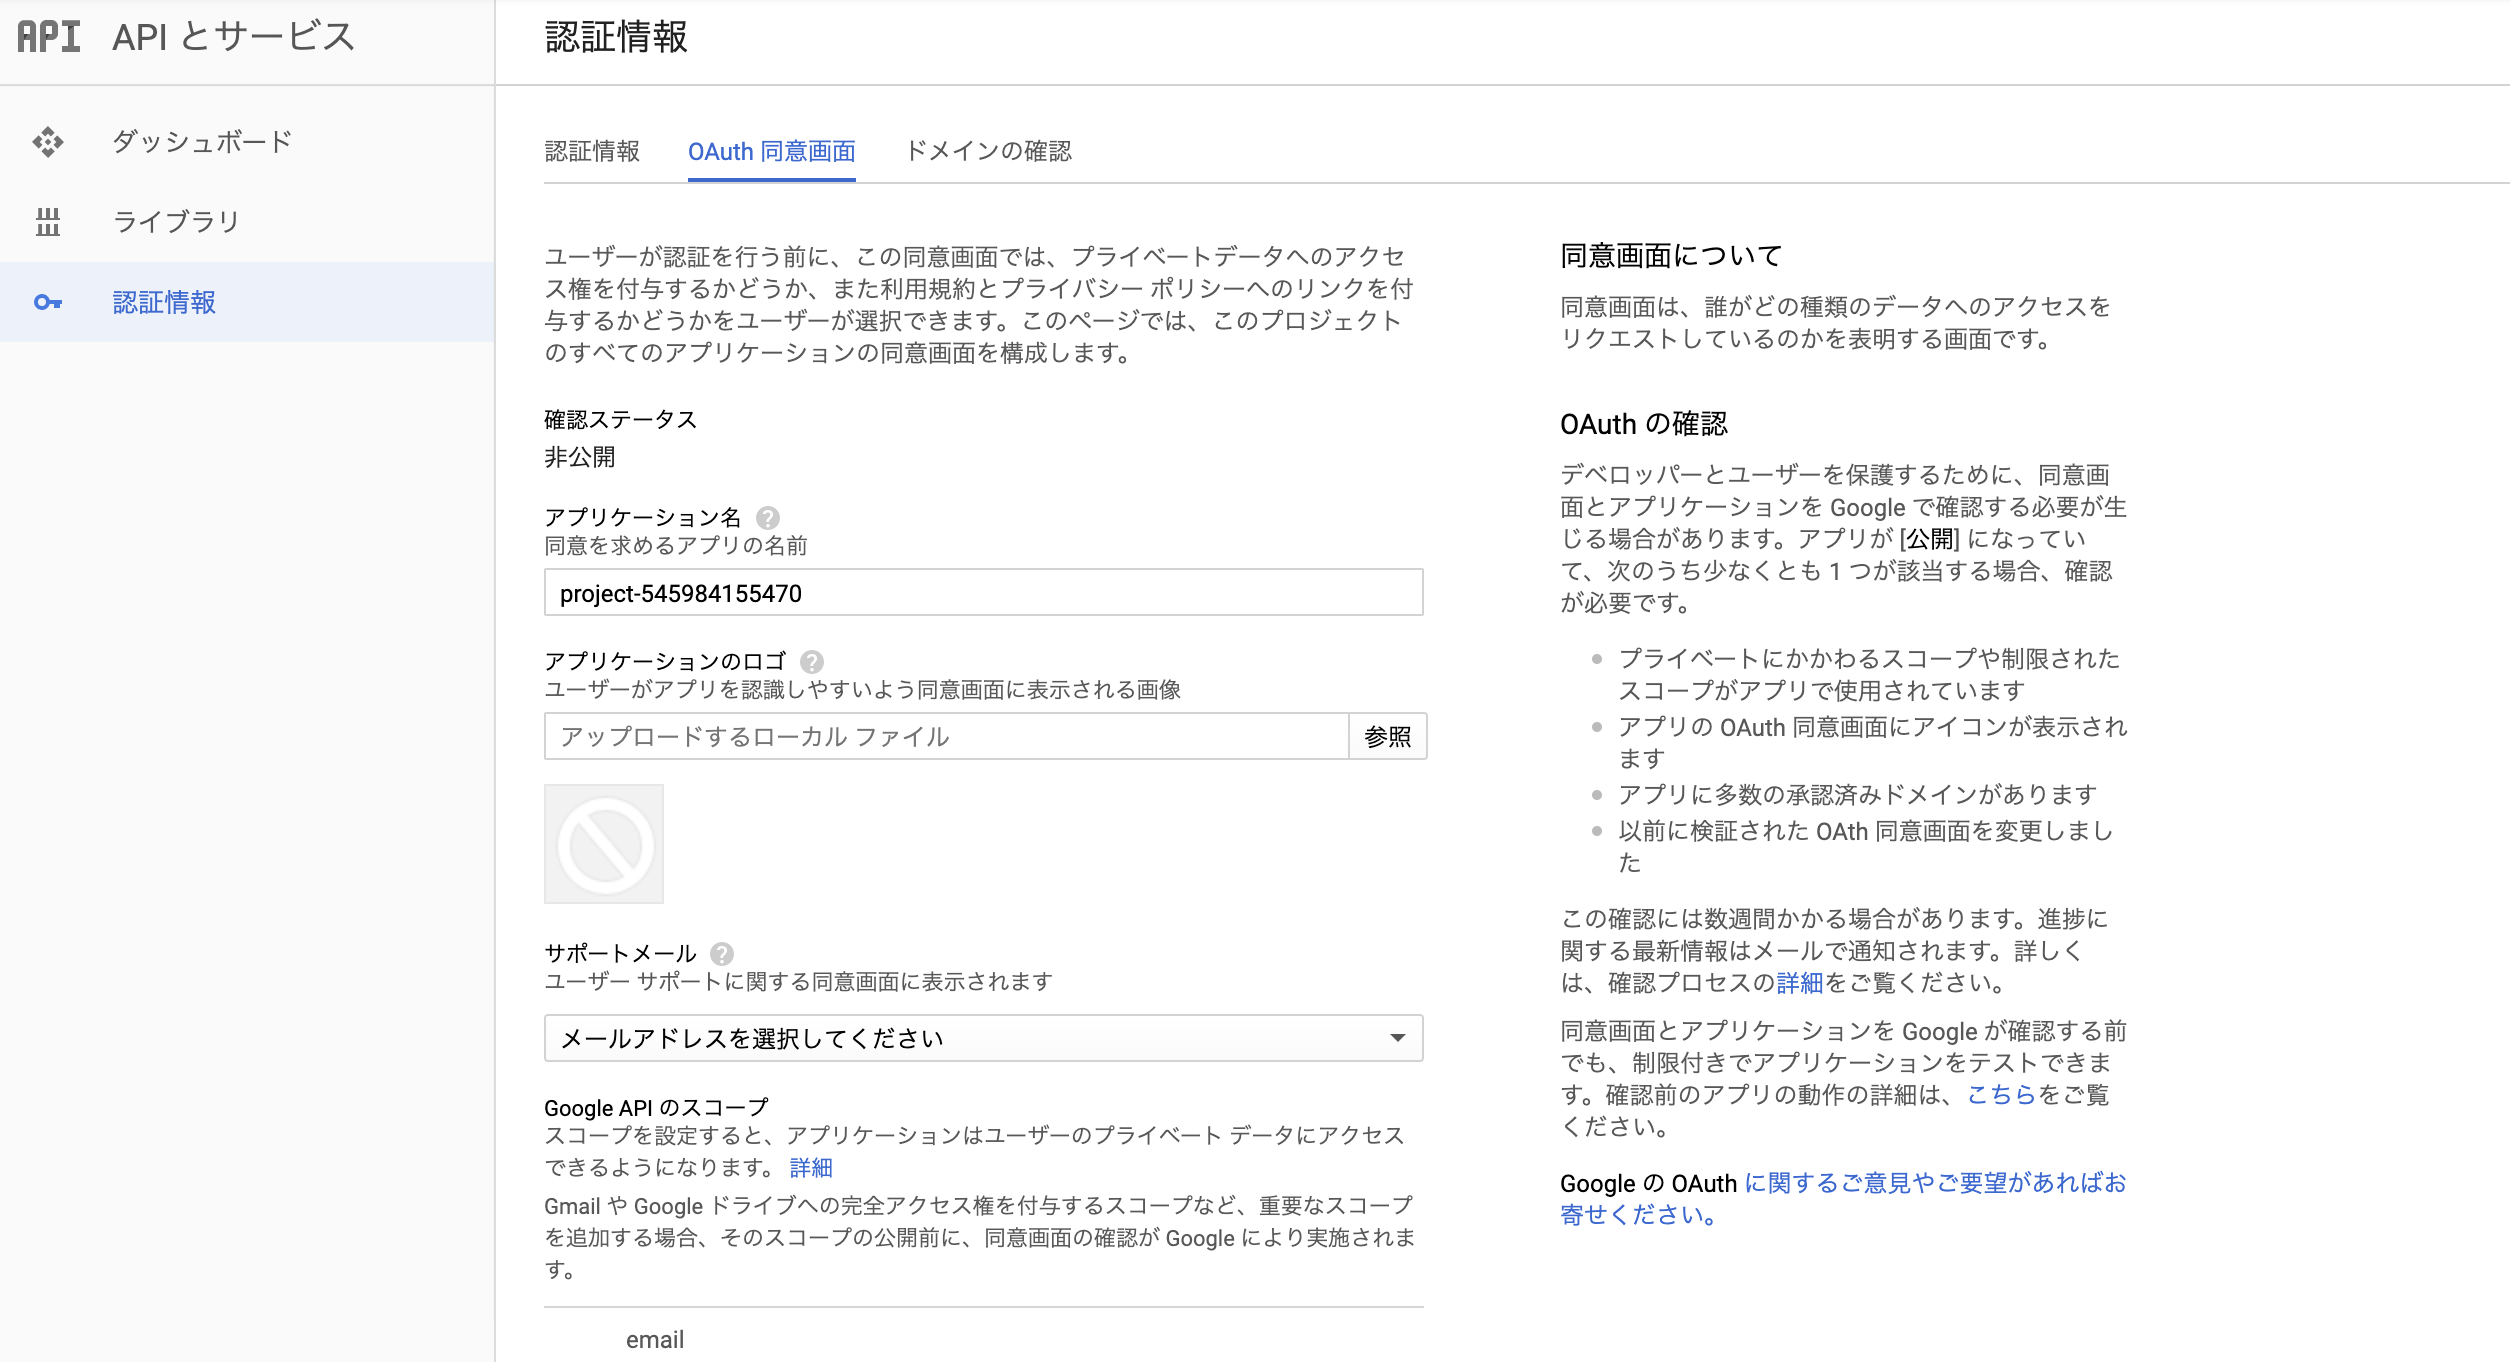 API APIとサービス
ダッシュボード
ライブラリ
認証情報
認証情報
認証情報 OAuth 同意画面 ドメインの確認
ユーザーが認証を行う前に、この同意画面では、プライベートデータへのアクセ
ス権を付与するかどうか、また利用規約とプライバシー ポリシーへのリンクを付
与するかどうかをユーザーが選択できます。このページでは、このプロジェクト
のすべてのアプリケーションの同意画面を構成します。
確認ステータス
非公開
アプリケーション名 ?
同意を求めるアプリの名前
project-545984155470
アプリケーションのロゴ ?
ユーザーがアプリを認識しやすいよう同意画面に表示される画像
アップロードするローカル ファイル 参照
サポートメール ?
ユーザー サポートに関する同意画面に表示されます
メールアドレスを選択してください
Google API のスコープ
スコープを設定すると、アプリケーションはユーザーのプライベート データにアクセス
できるようになります。 詳細
Gmail や Google ドライブへの完全アクセス権を付与するスコープなど、重要なスコープ
を追加する場合、そのスコープの公開前に、同意画面の確認が Google により実施されま
す。
email
同意画面について
同意画面は、誰がどの種類のデータへのアクセスを
リクエストしているのかを表明する画面です。
OAuth の確認
デベロッパーとユーザーを保護するために、同意画
面とアプリケーションを Google で確認する必要が生
じる場合があります。アプリが [公開] になってい
て、次のうち少なくとも 1 つが該当する場合、確認
が必要です。
プライベートにかかわるスコープや制限された
スコープがアプリで使用されています
アプリの OAuth 同意画面にアイコンが表示され
ます
アプリに多数の承認済みドメインがあります
以前に検証された OAth 同意画面を変更しまし
た
この確認には数週間かかる場合があります。進捗に
関する最新情報はメールで通知されます。詳しく
は、確認プロセスの詳細をご覧ください。
同意画面とアプリケーションを Google が確認する前
でも、制限付きでアプリケーションをテストできま
す。確認前のアプリの動作の詳細は、こちらをご覧
ください。
Google の OAuth に関するご意見やご要望があればお
寄せください。